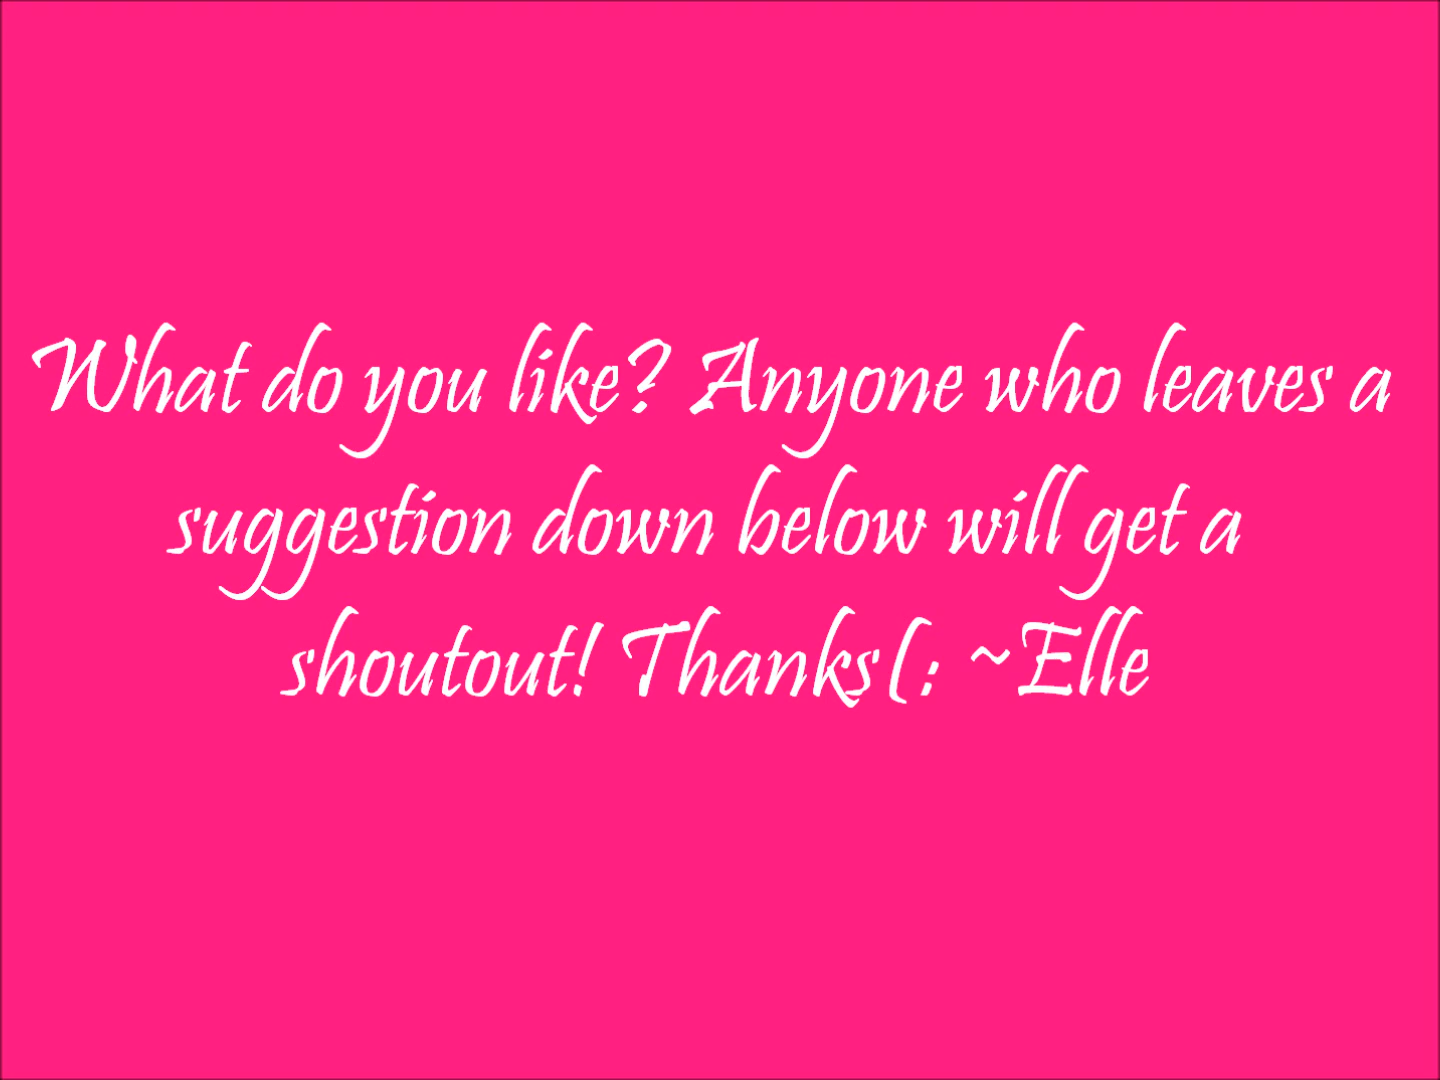 What do you like? Anyone who leaves a
suggestion down below will get a
shoutout! Thanks(: ~Elle